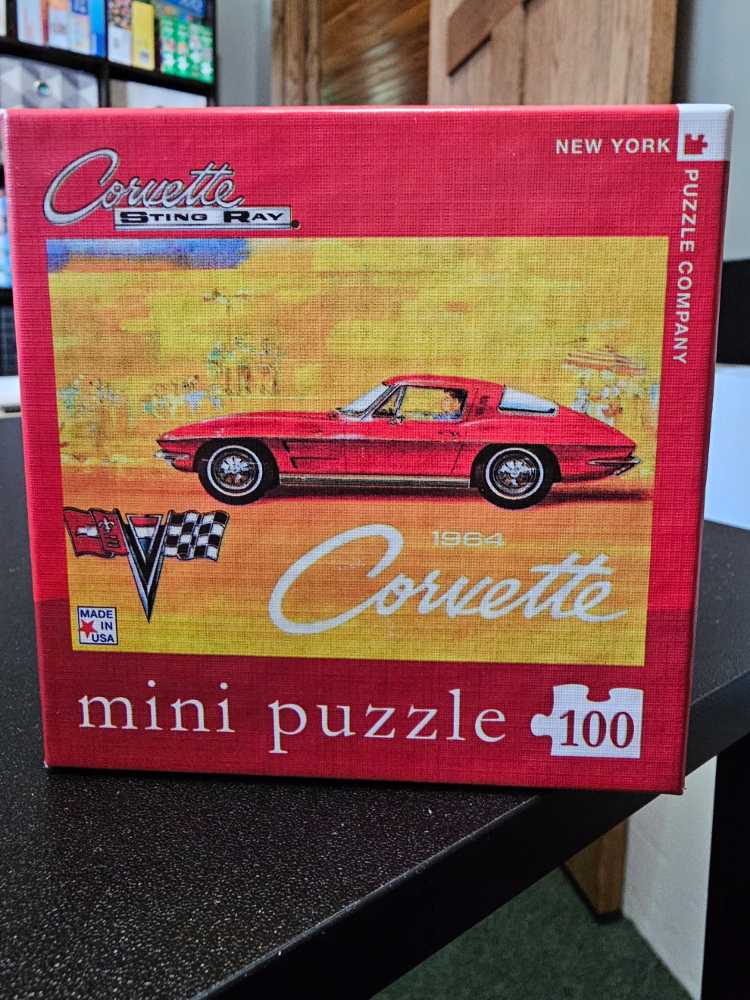 NEW YORK
PUZZLE COMPANY
Corvette
STING RAY
1964
Corvette
MADE
IN
USA
mini puzzle 100